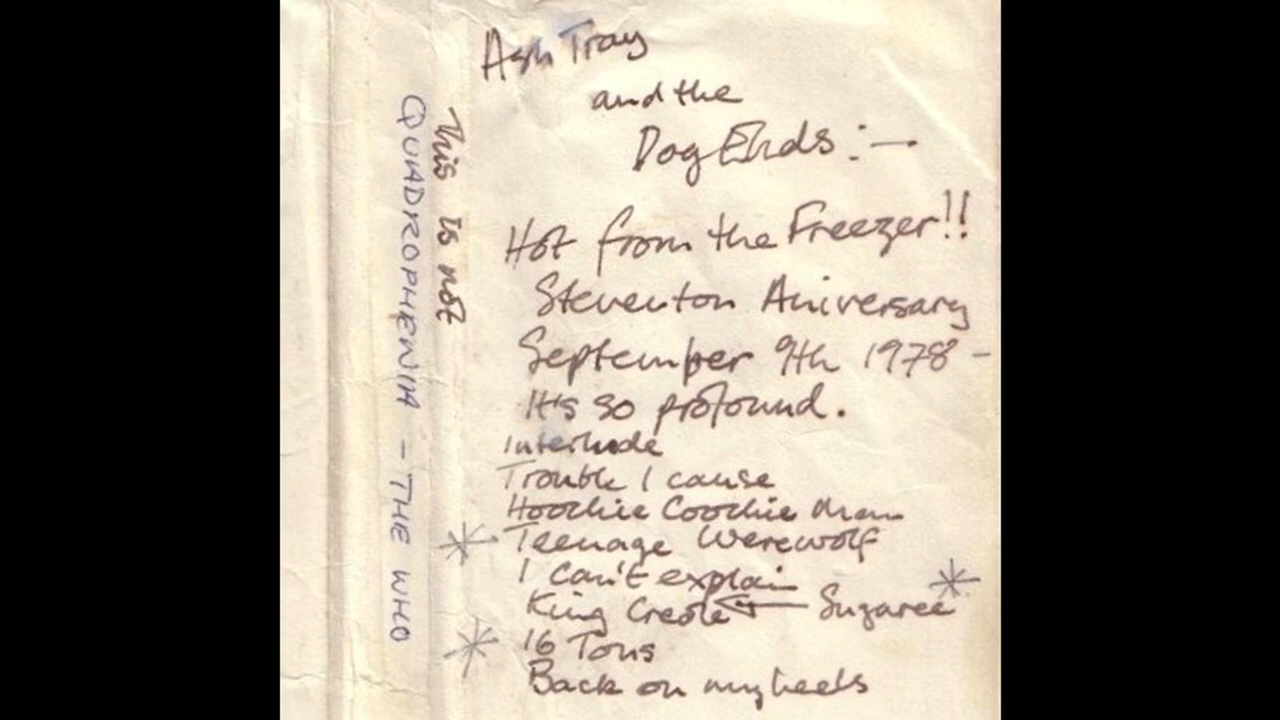 Ash Tray
and the
Dog Ends :—
Hot from the Freezer!!
Steventon Aniversary
September 9th 1978 -
It's so profound.
Interlude
Trouble I cause
Hoochie Coochie Man
* Teenage Werewolf
I can't explain
King Creole ← Sugaree *
* 16 Tons
Back on my heels
This is not
QUADROPHENIA - THE WHO